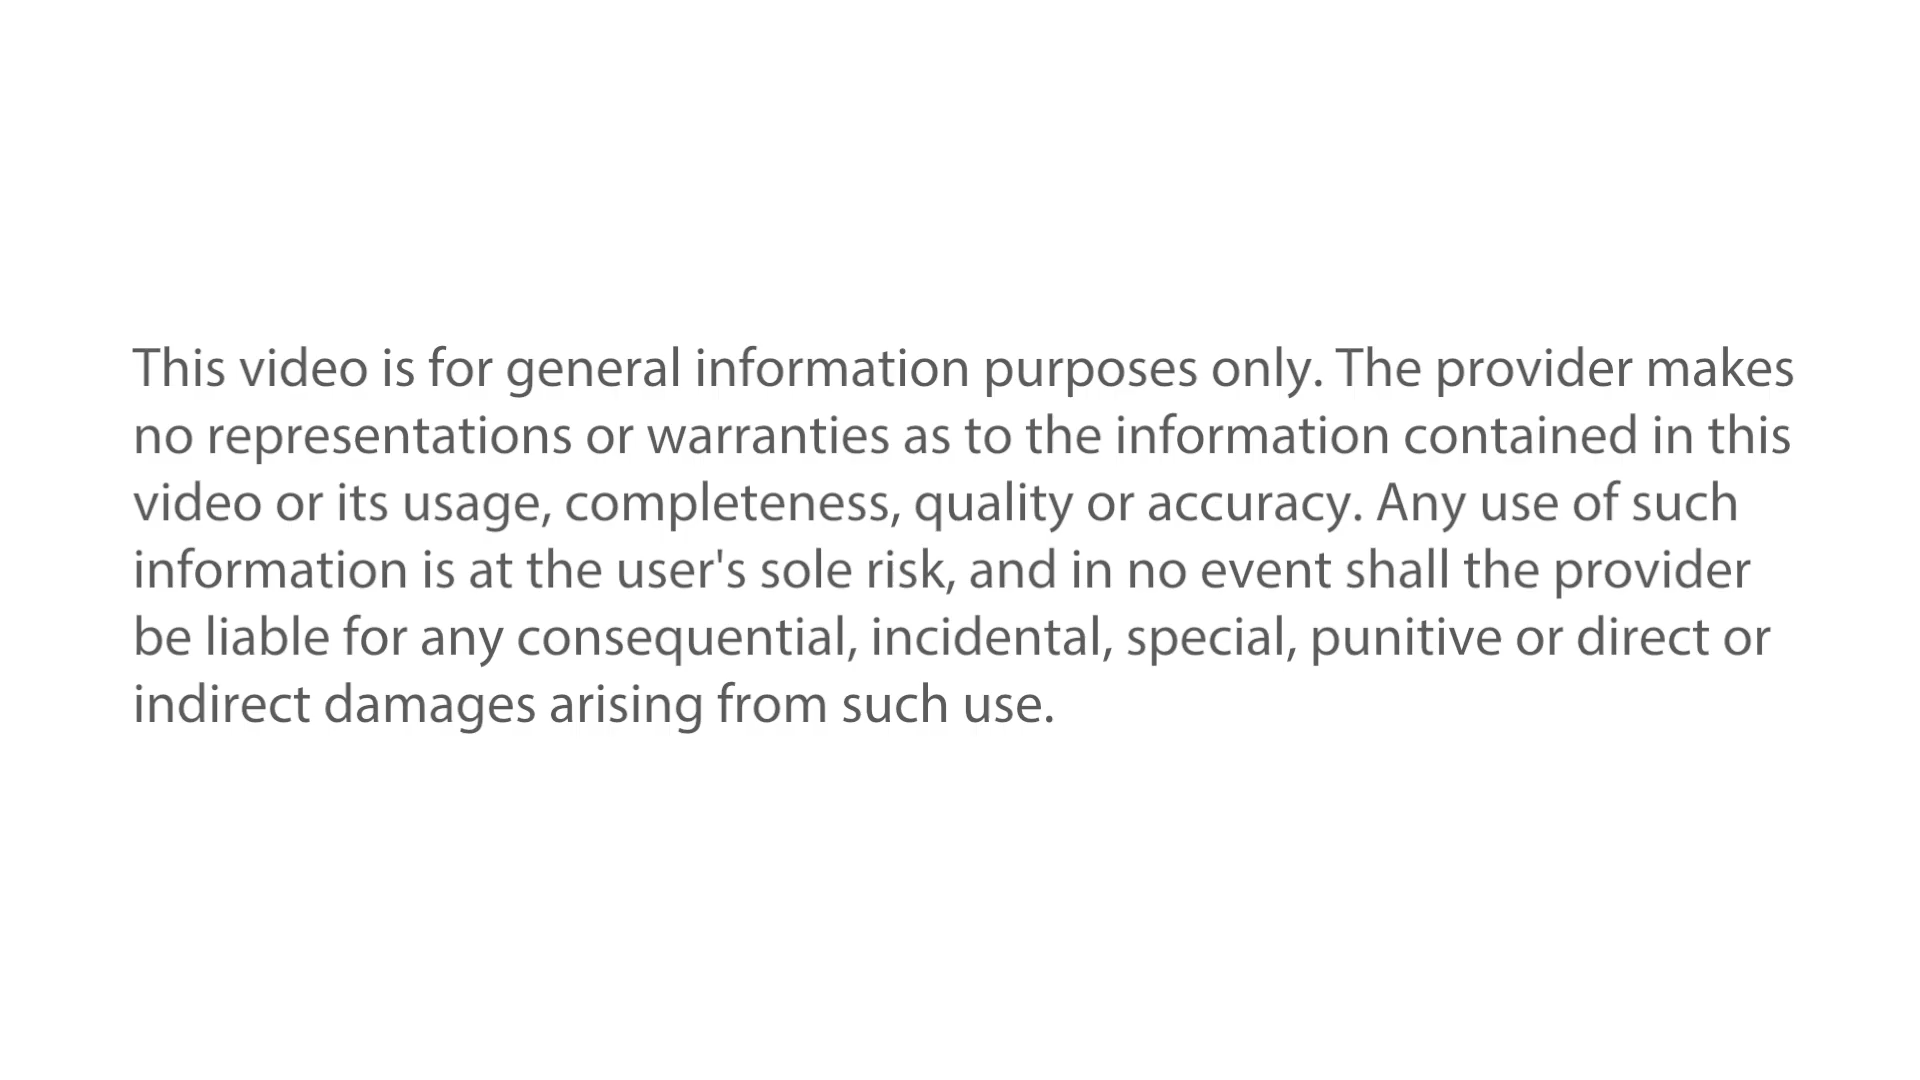 This video is for general information purposes only. The provider makes
no representations or warranties as to the information contained in this
video or its usage, completeness, quality or accuracy. Any use of such
information is at the user's sole risk, and in no event shall the provider
be liable for any consequential, incidental, special, punitive or direct or
indirect damages arising from such use.